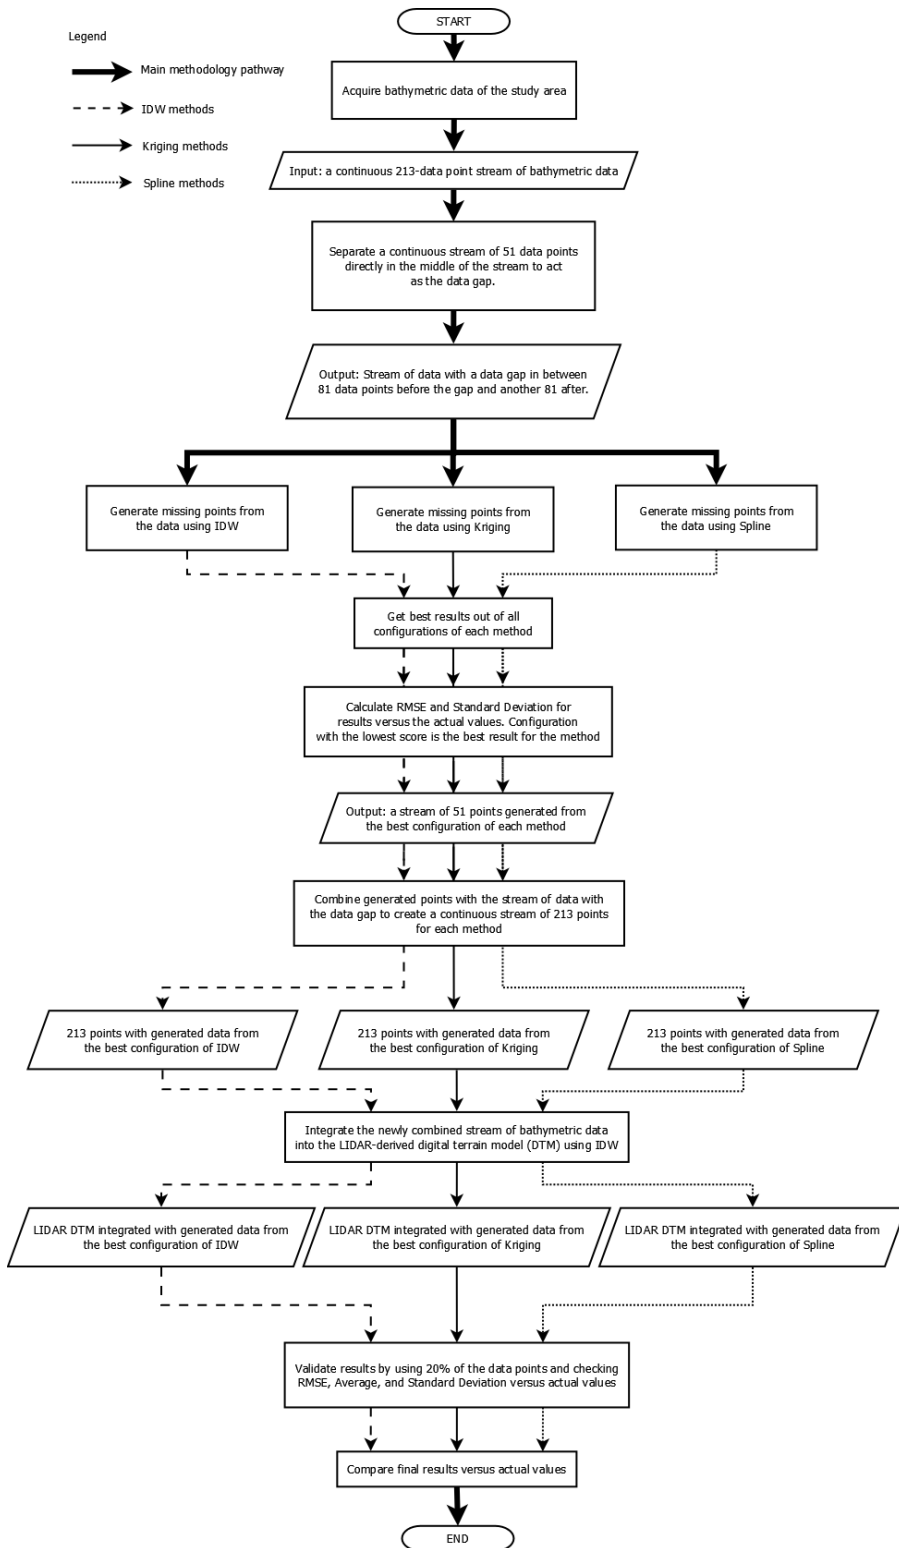 START
Legend
Main methodology pathway
IDW methods
Kriging methods
Spline methods
Acquire bathymetric data of the study area
Input: a continuous 213-data point stream of bathymetric data
Separate a continuous stream of 51 data points
directly in the middle of the stream to act
as the data gap.
Output: Stream of data with a data gap in between
81 data points before the gap and another 81 after.
Generate missing points from
the data using IDW
Generate missing points from
the data using Kriging
Generate missing points from
the data using Spline
Get best results out of all
configurations of each method
Calculate RMSE and Standard Deviation for
results versus the actual values. Configuration
with the lowest score is the best result for the method
Output: a stream of 51 points generated from
the best configuration of each method
Combine generated points with the stream of data with
the data gap to create a continuous stream of 213 points
for each method
213 points with generated data from
the best configuration of IDW
213 points with generated data from
the best configuration of Kriging
213 points with generated data from
the best configuration of Spline
Integrate the newly combined stream of bathymetric data
into the LIDAR-derived digital terrain model (DTM) using IDW
LIDAR DTM integrated with generated data from
the best configuration of IDW
LIDAR DTM integrated with generated data from
the best configuration of Kriging
LIDAR DTM integrated with generated data from
the best configuration of Spline
Validate results by using 20% of the data points and checking
RMSE, Average, and Standard Deviation versus actual values
Compare final results versus actual values
END